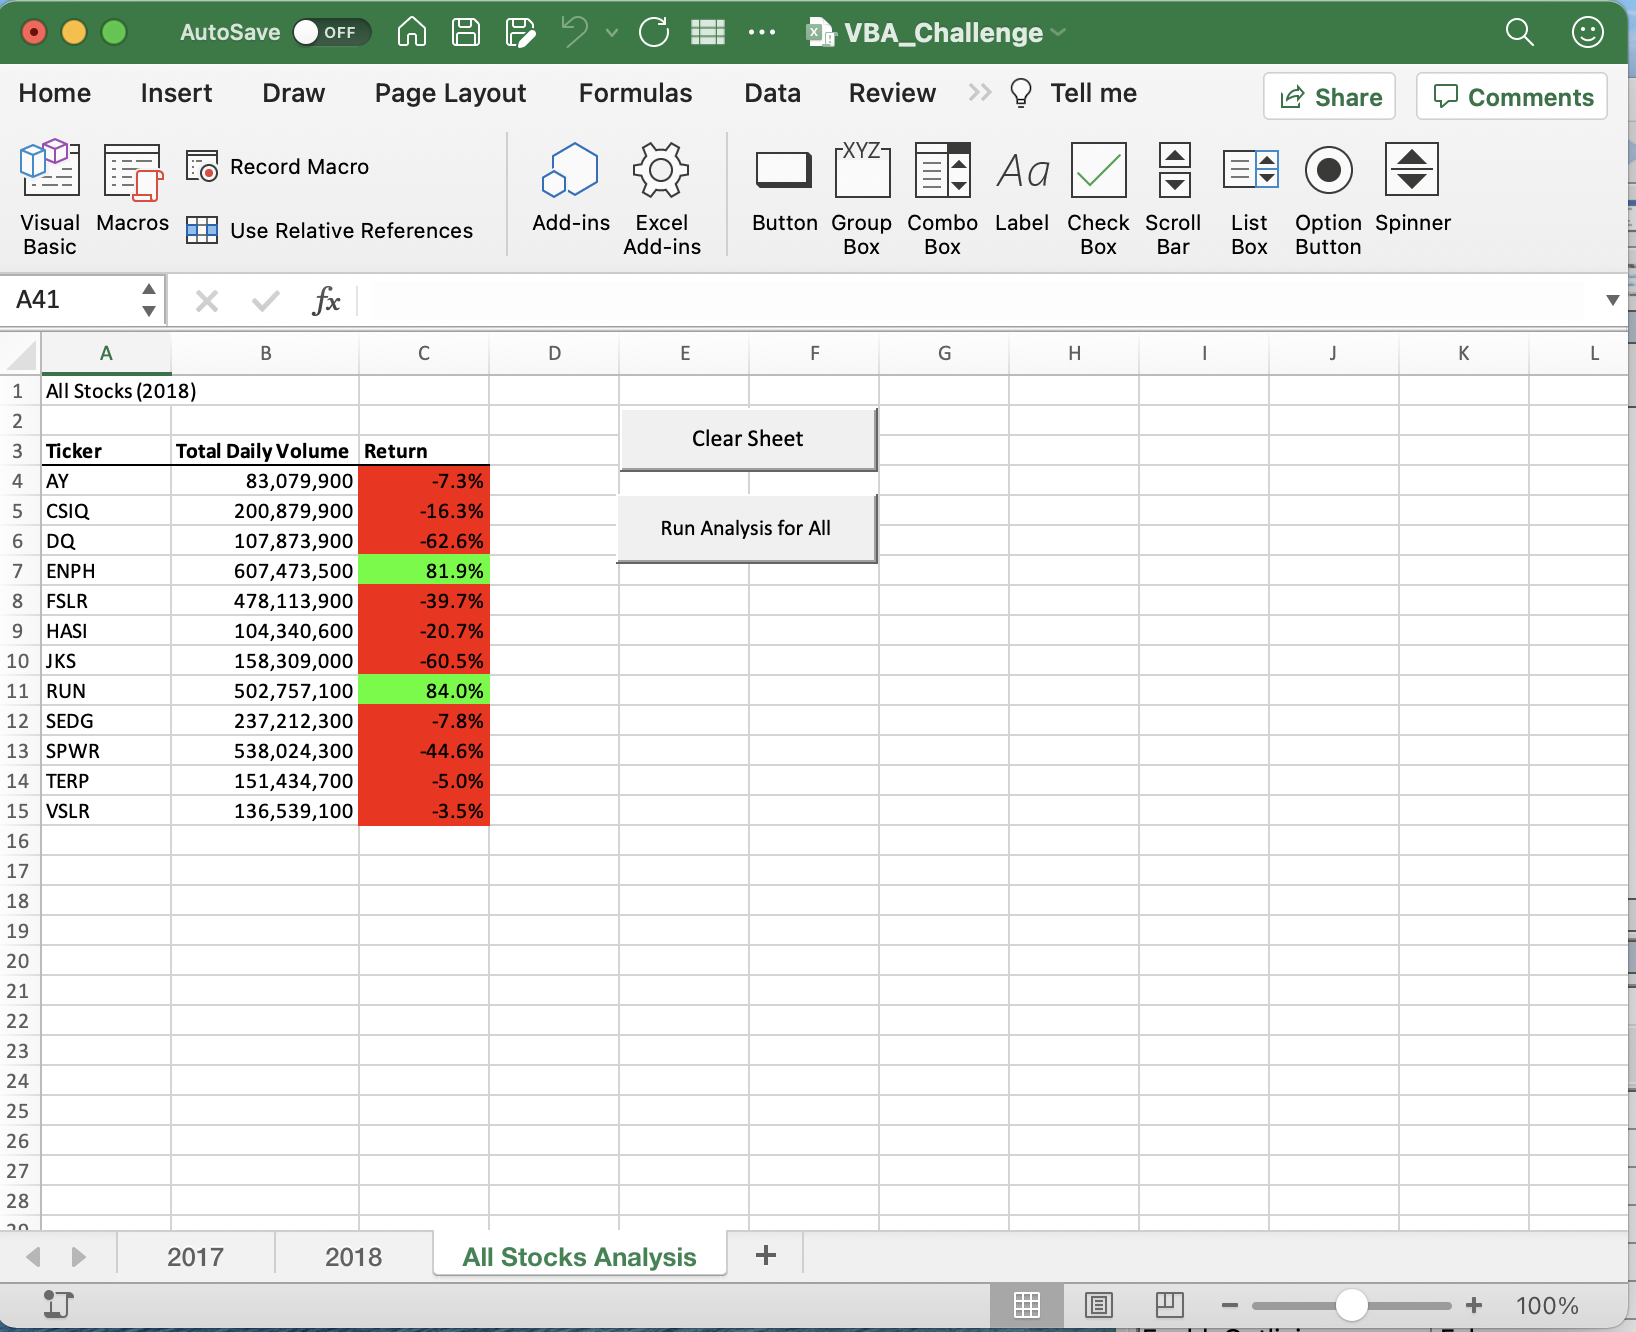 AutoSave OFF VBA_Challenge
Home Insert Draw Page Layout Formulas Data Review Tell me Share Comments
Visual Basic
Macros
Record Macro
Use Relative References
Add-ins
Excel Add-ins
Button
XYZ
Group Box
Combo Box
Aa
Label
Check Box
Scroll Bar
List Box
Option Button
Spinner
A41 fx
A B C D E F G H I J K L
1 All Stocks (2018)
2
3 Ticker Total Daily Volume Return
4 AY 83,079,900 -7.3%
5 CSIQ 200,879,900 -16.3%
6 DQ 107,873,900 -62.6%
7 ENPH 607,473,500 81.9%
8 FSLR 478,113,900 -39.7%
9 HASI 104,340,600 -20.7%
10 JKS 158,309,000 -60.5%
11 RUN 502,757,100 84.0%
12 SEDG 237,212,300 -7.8%
13 SPWR 538,024,300 -44.6%
14 TERP 151,434,700 -5.0%
15 VSLR 136,539,100 -3.5%
Clear Sheet
Run Analysis for All
16
17
18
19
20
21
22
23
24
25
26
27
28
29
2017 2018 All Stocks Analysis +
100%